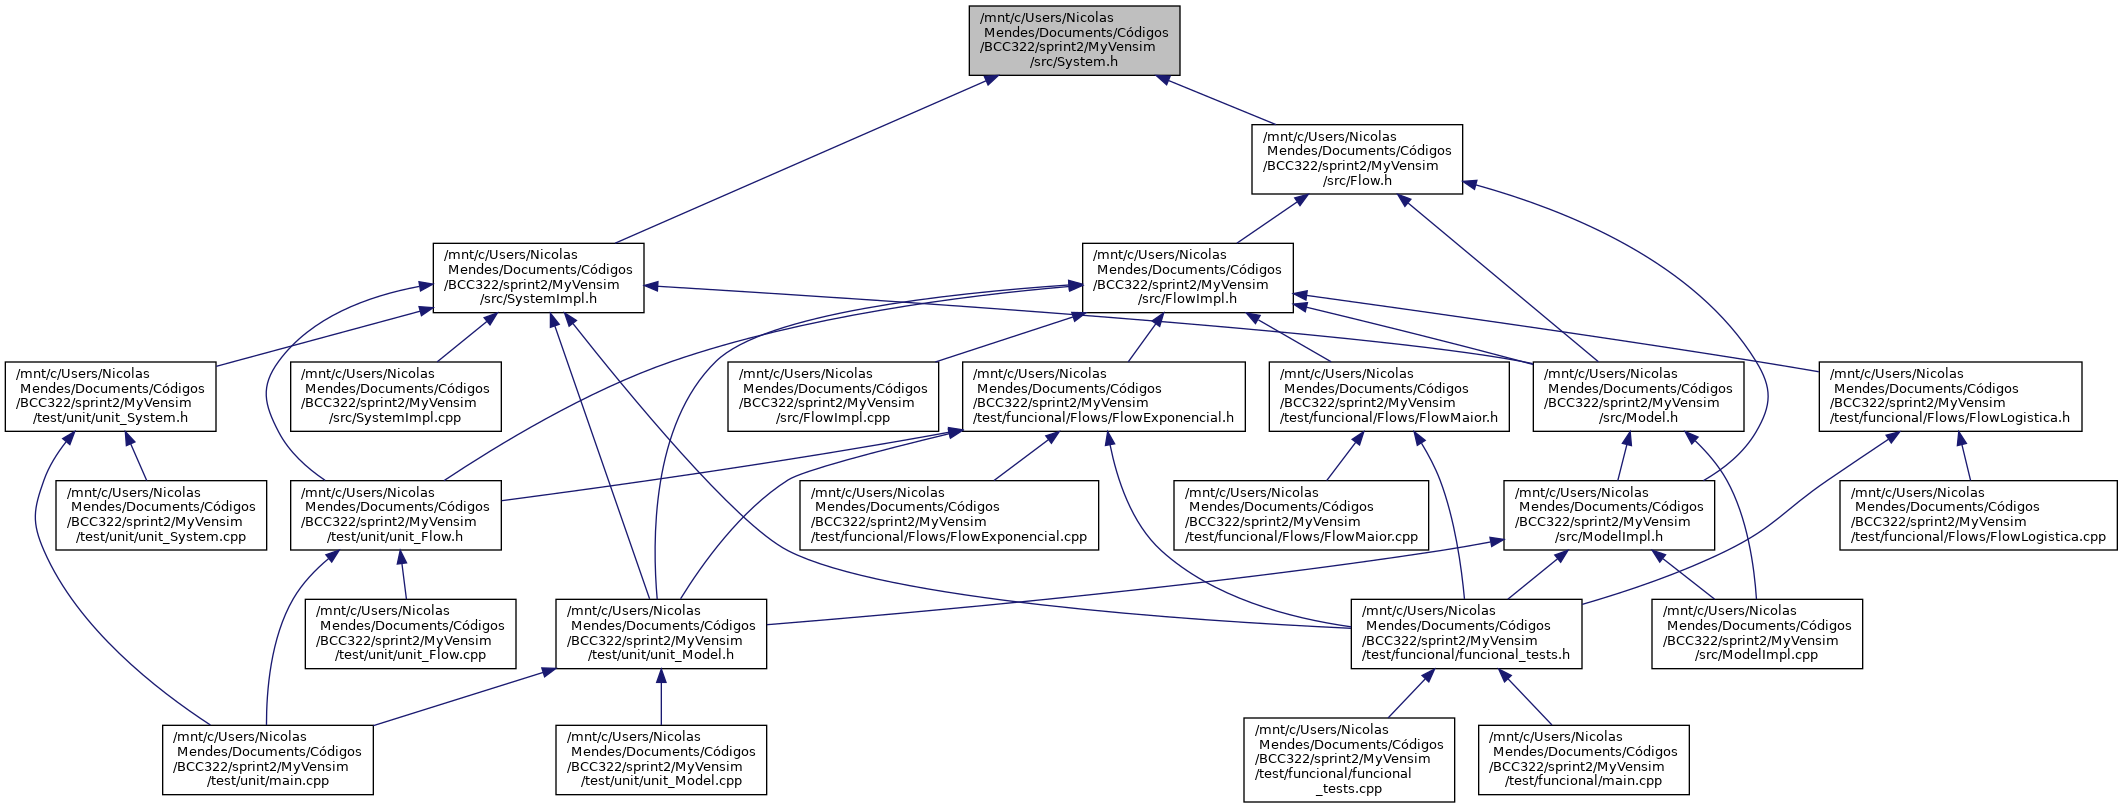 /mnt/c/Users/Nicolas
Mendes/Documents/Códigos
/BCC322/sprint2/MyVensim
/src/System.h
/mnt/c/Users/Nicolas
Mendes/Documents/Códigos
/BCC322/sprint2/MyVensim
/src/Flow.h
/mnt/c/Users/Nicolas
Mendes/Documents/Códigos
/BCC322/sprint2/MyVensim
/src/SystemImpl.h
/mnt/c/Users/Nicolas
Mendes/Documents/Códigos
/BCC322/sprint2/MyVensim
/src/FlowImpl.h
/mnt/c/Users/Nicolas
Mendes/Documents/Códigos
/BCC322/sprint2/MyVensim
/test/unit/unit_System.h
/mnt/c/Users/Nicolas
Mendes/Documents/Códigos
/BCC322/sprint2/MyVensim
/src/SystemImpl.cpp
/mnt/c/Users/Nicolas
Mendes/Documents/Códigos
/BCC322/sprint2/MyVensim
/src/FlowImpl.cpp
/mnt/c/Users/Nicolas
Mendes/Documents/Códigos
/BCC322/sprint2/MyVensim
/test/funcional/Flows/FlowExponencial.h
/mnt/c/Users/Nicolas
Mendes/Documents/Códigos
/BCC322/sprint2/MyVensim
/test/funcional/Flows/FlowMaior.h
/mnt/c/Users/Nicolas
Mendes/Documents/Códigos
/BCC322/sprint2/MyVensim
/src/Model.h
/mnt/c/Users/Nicolas
Mendes/Documents/Códigos
/BCC322/sprint2/MyVensim
/test/funcional/Flows/FlowLogistica.h
/mnt/c/Users/Nicolas
Mendes/Documents/Códigos
/BCC322/sprint2/MyVensim
/test/unit/unit_System.cpp
/mnt/c/Users/Nicolas
Mendes/Documents/Códigos
/BCC322/sprint2/MyVensim
/test/unit/unit_Flow.h
/mnt/c/Users/Nicolas
Mendes/Documents/Códigos
/BCC322/sprint2/MyVensim
/test/funcional/Flows/FlowExponencial.cpp
/mnt/c/Users/Nicolas
Mendes/Documents/Códigos
/BCC322/sprint2/MyVensim
/test/funcional/Flows/FlowMaior.cpp
/mnt/c/Users/Nicolas
Mendes/Documents/Códigos
/BCC322/sprint2/MyVensim
/src/ModelImpl.h
/mnt/c/Users/Nicolas
Mendes/Documents/Códigos
/BCC322/sprint2/MyVensim
/test/funcional/Flows/FlowLogistica.cpp
/mnt/c/Users/Nicolas
Mendes/Documents/Códigos
/BCC322/sprint2/MyVensim
/test/unit/unit_Flow.cpp
/mnt/c/Users/Nicolas
Mendes/Documents/Códigos
/BCC322/sprint2/MyVensim
/test/unit/unit_Model.h
/mnt/c/Users/Nicolas
Mendes/Documents/Códigos
/BCC322/sprint2/MyVensim
/test/funcional/funcional_tests.h
/mnt/c/Users/Nicolas
Mendes/Documents/Códigos
/BCC322/sprint2/MyVensim
/src/ModelImpl.cpp
/mnt/c/Users/Nicolas
Mendes/Documents/Códigos
/BCC322/sprint2/MyVensim
/test/unit/main.cpp
/mnt/c/Users/Nicolas
Mendes/Documents/Códigos
/BCC322/sprint2/MyVensim
/test/unit/unit_Model.cpp
/mnt/c/Users/Nicolas
Mendes/Documents/Códigos
/BCC322/sprint2/MyVensim
/test/funcional/funcional
_tests.cpp
/mnt/c/Users/Nicolas
Mendes/Documents/Códigos
/BCC322/sprint2/MyVensim
/test/funcional/main.cpp